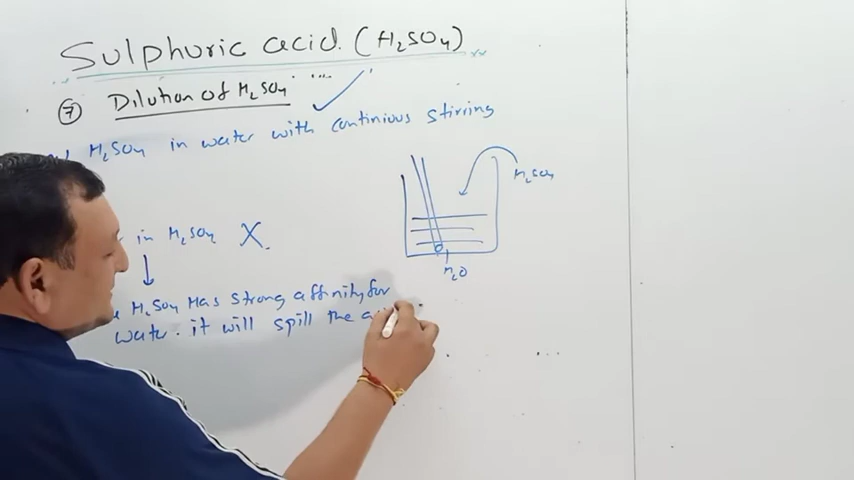 Sulphuric acid. (H₂SO₄)
⑦ Dilution of H₂SO₄
H₂SO₄ in water with continious stirring
H₂SO₄
in H₂SO₄ X
H₂O
H₂SO₄ Has strong affinity for
water. it will spill the